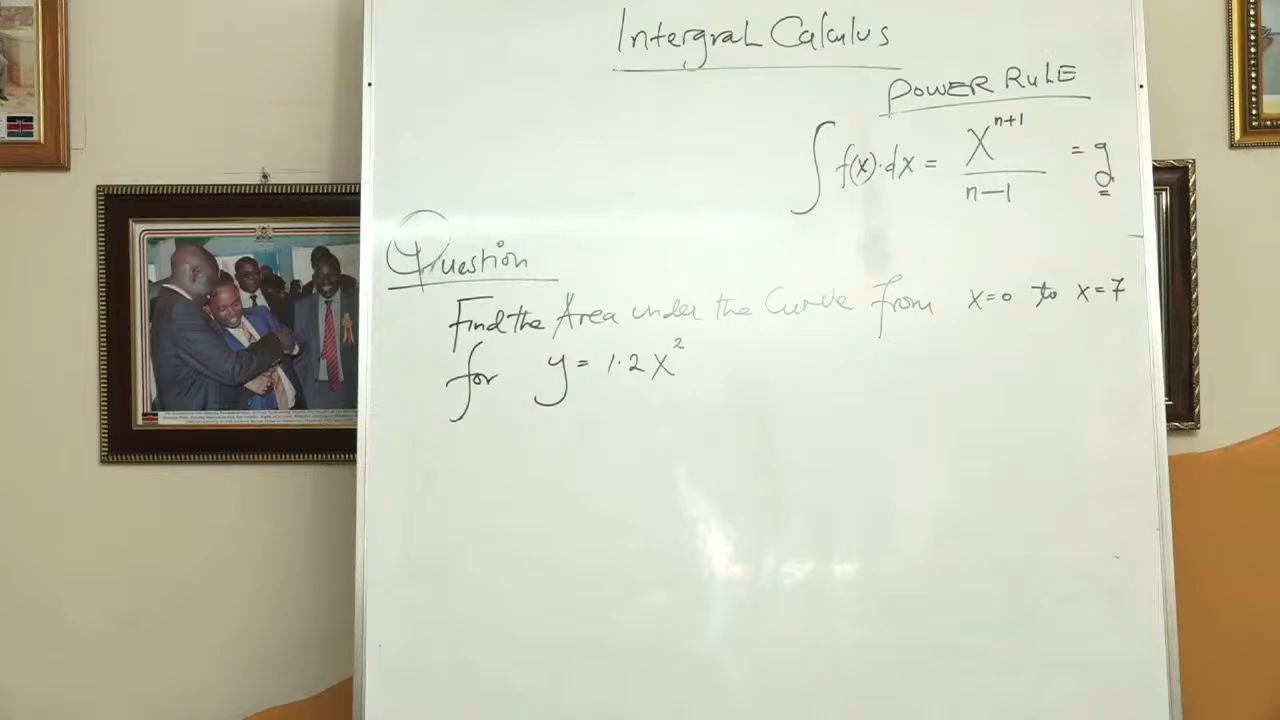 Intergral Calculus
POWER RULE
∫ f(x)·dx = x^(n+1) / (n-1) = g
Question
Find the Area under the Curve from x=0 to x=7
for y = 1.2x^2